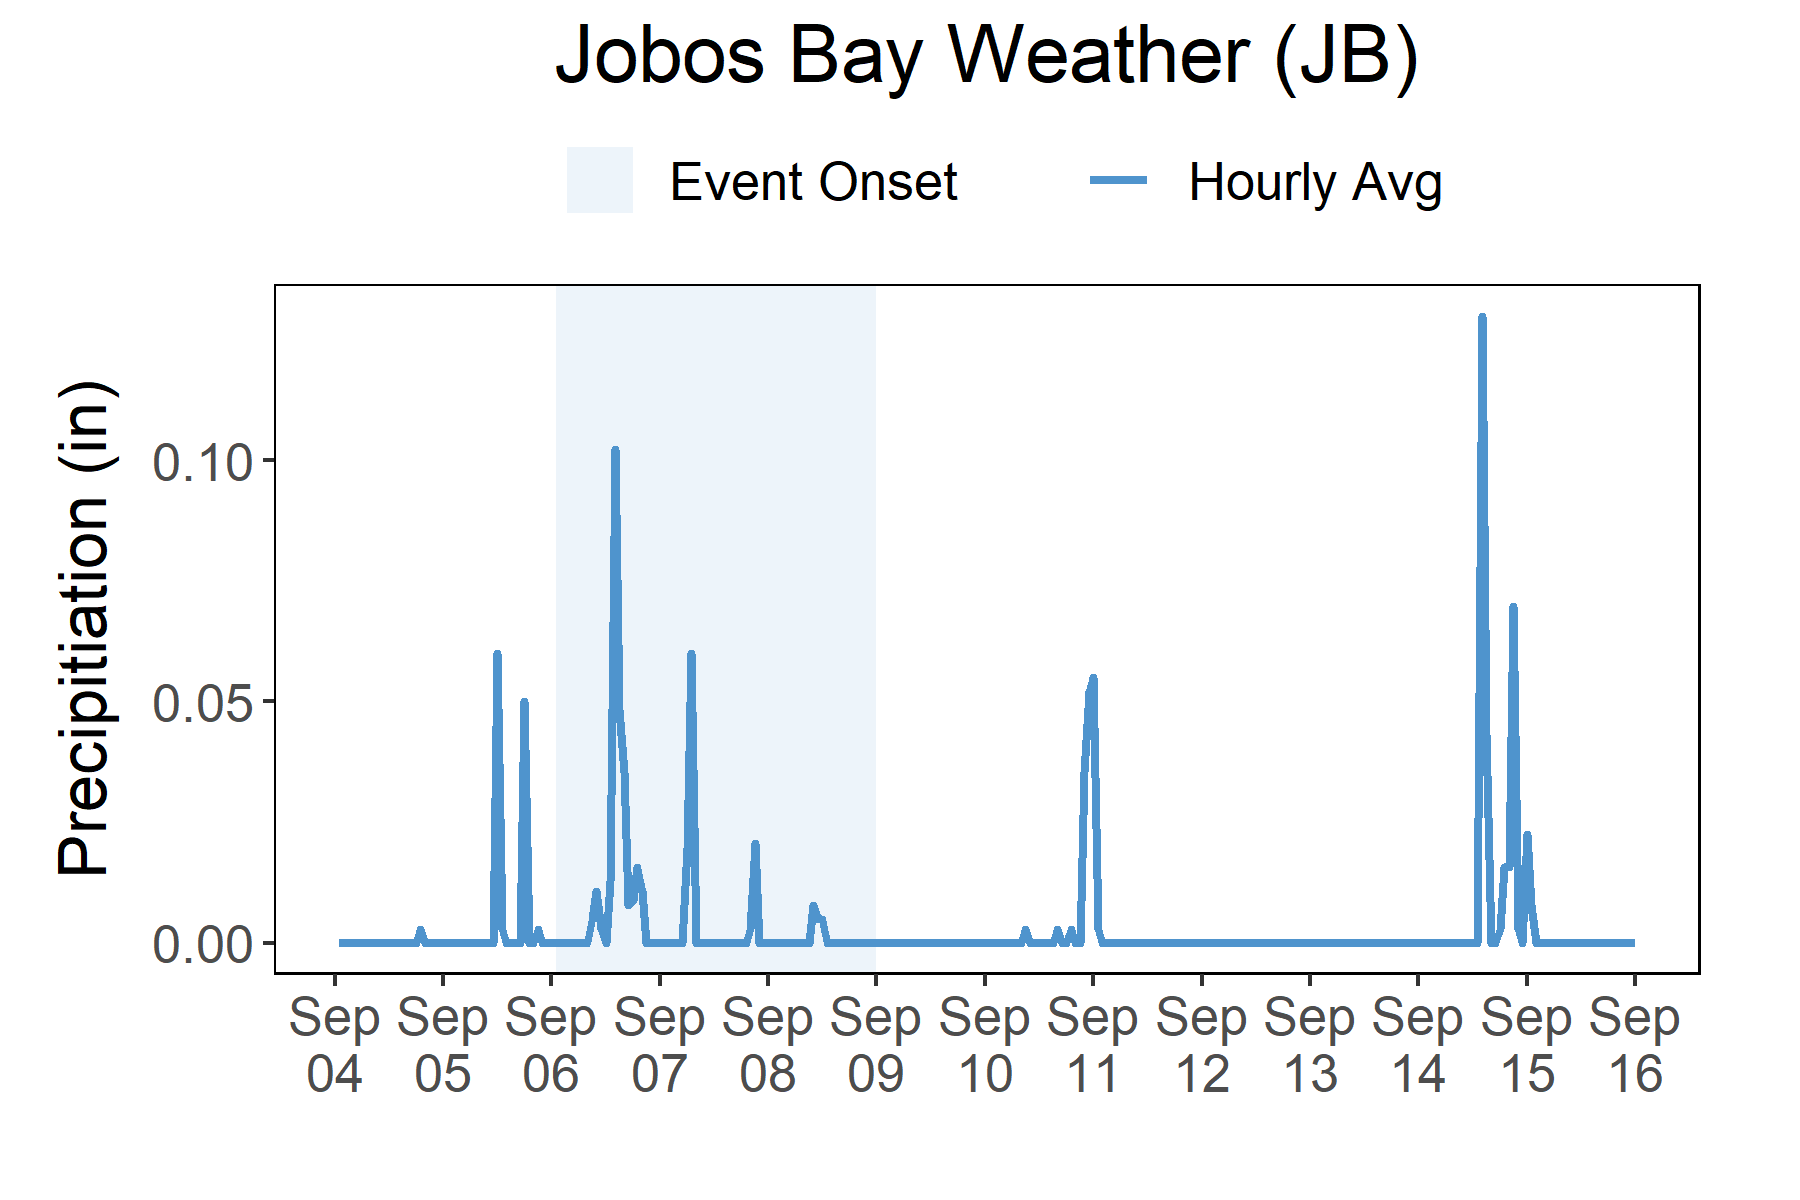 Jobos Bay Weather (JB)
Event Onset
Hourly Avg
Precipitiation (in)
0.10
0.05
0.00
Sep Sep Sep Sep Sep Sep Sep Sep Sep Sep Sep Sep Sep
04 05 06 07 08 09 10 11 12 13 14 15 16